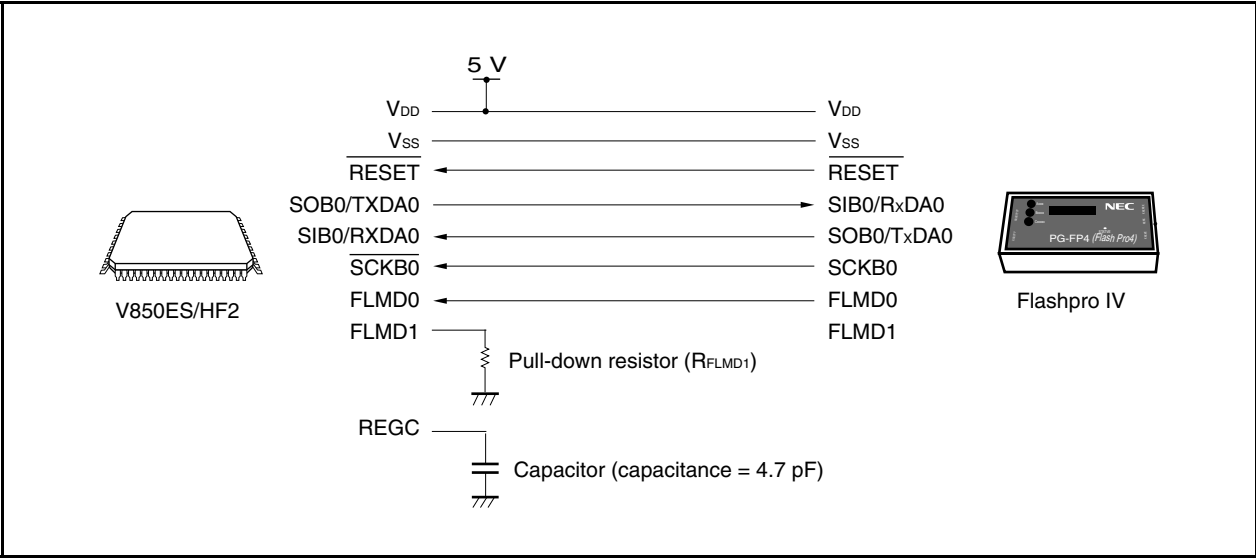 5 V
VDD VDD
VSS VSS
RESET RESET
SOB0/TXDA0 SIB0/RxDA0
SIB0/RXDA0 SOB0/TxDA0
SCKB0 SCKB0
FLMD0 FLMD0
FLMD1 FLMD1
V850ES/HF2
NEC
PG-FP4 (Flash Pro4)
Flashpro IV
Pull-down resistor (RFLMD1)
REGC
Capacitor (capacitance = 4.7 pF)